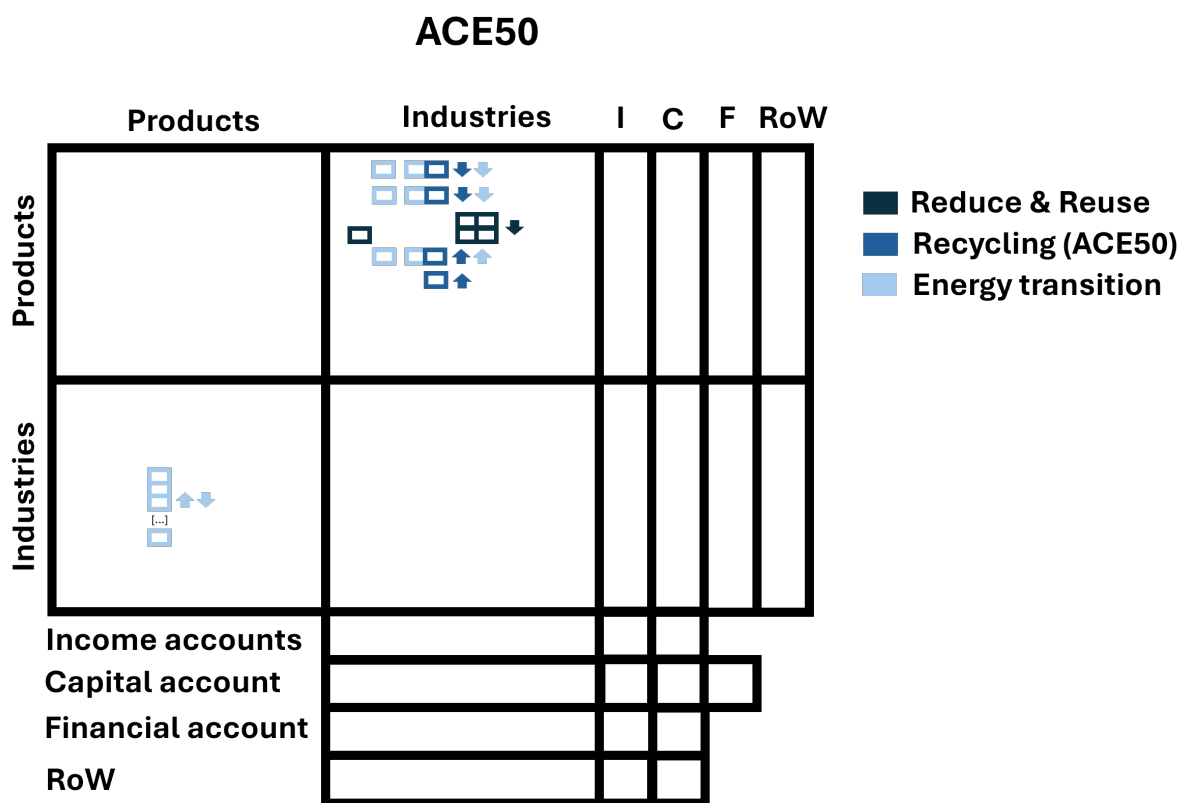 ACE50
Products Industries I C F RoW
Products
Reduce & Reuse
Recycling (ACE50)
Energy transition
Industries
[...]
Income accounts
Capital account
Financial account
RoW